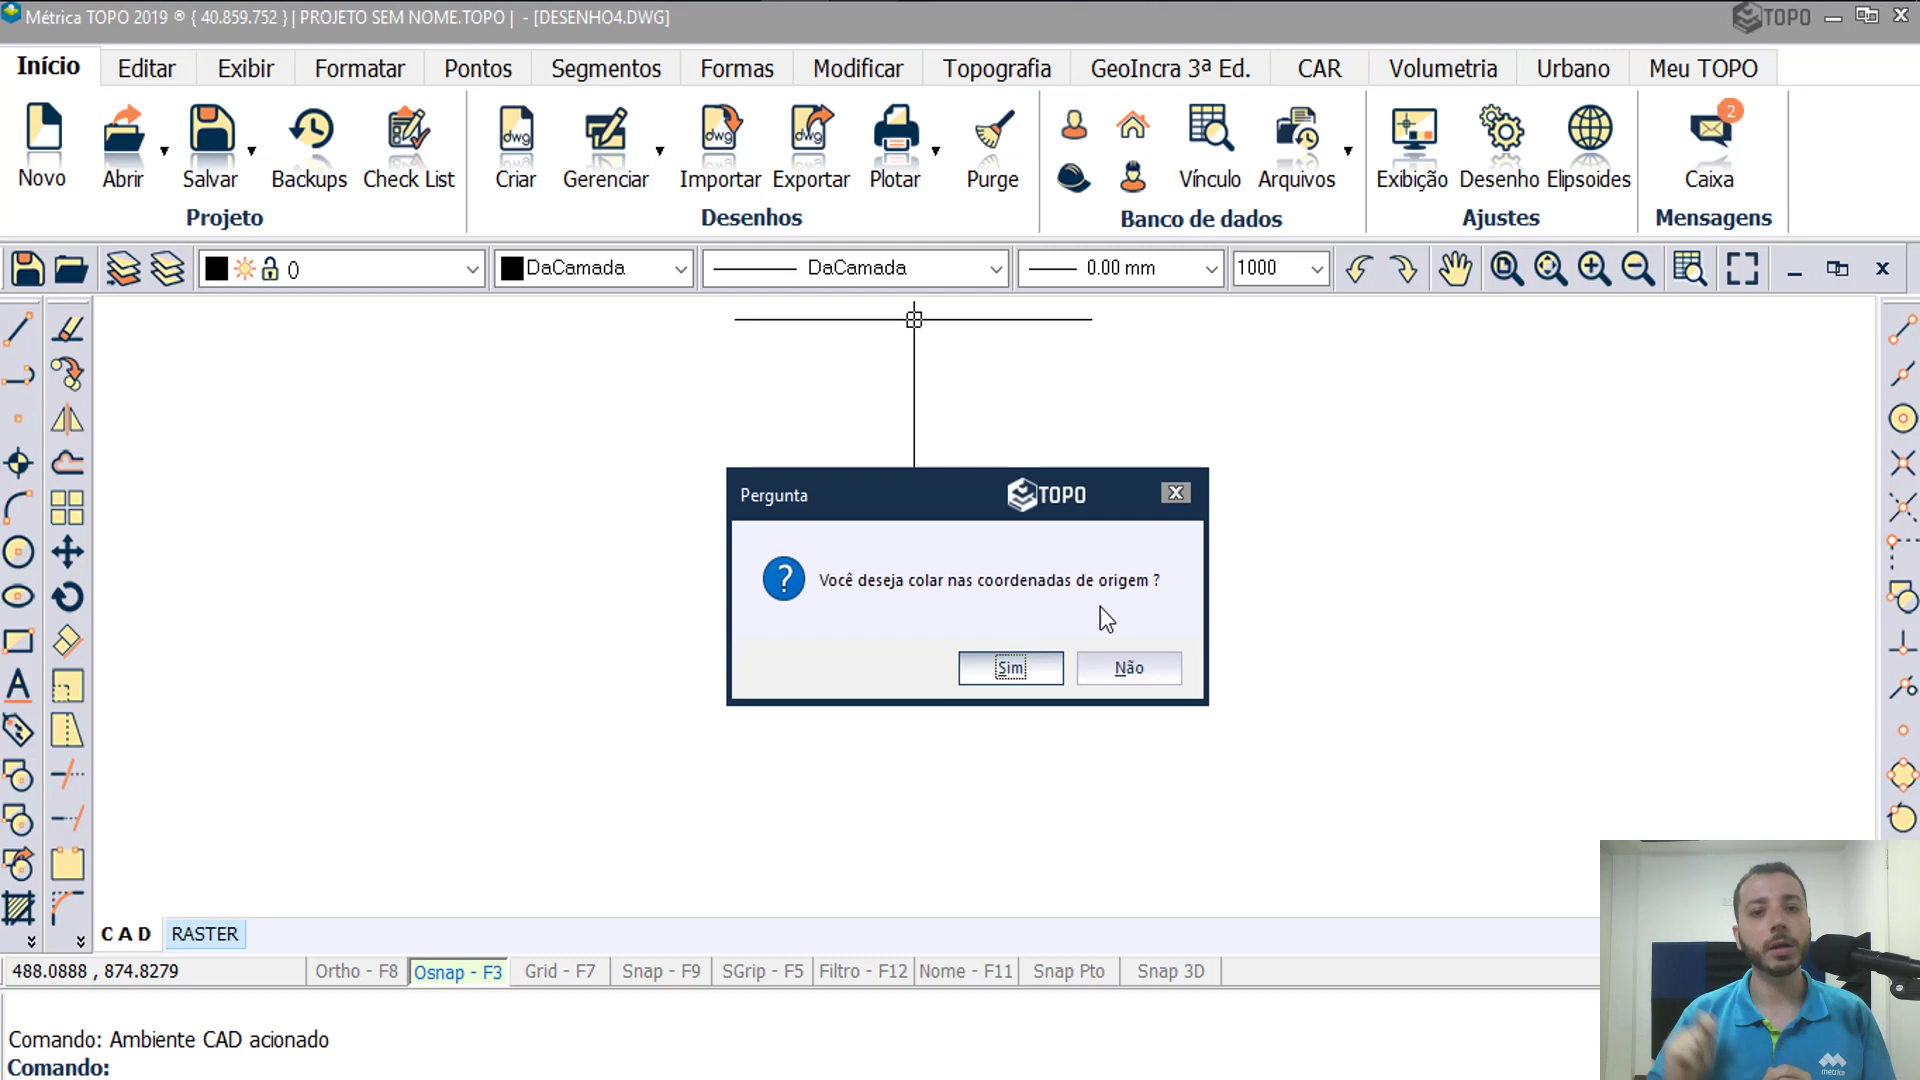 Métrica TOPO 2019 ® { 40.859.752 } | PROJETO SEM NOME.TOPO | - [DESENHO4.DWG]
TOPO
Início Editar Exibir Formatar Pontos Segmentos Formas Modificar Topografia GeoIncra 3ª Ed. CAR Volumetria Urbano Meu TOPO
dwg dwg dwg 2
Novo Abrir Salvar Backups Check List Criar Gerenciar Importar Exportar Plotar Purge Vínculo Arquivos Exibição Desenho Elipsoides Caixa
Projeto Desenhos Banco de dados Ajustes Mensagens
0 DaCamada DaCamada 0.00 mm 1000
Pergunta TOPO
? Você deseja colar nas coordenadas de origem ?
Sim Não
A
CAD RASTER
488.0888 , 874.8279 Ortho - F8 Osnap - F3 Grid - F7 Snap - F9 SGrip - F5 Filtro - F12 Nome - F11 Snap Pto Snap 3D
Comando: Ambiente CAD acionado
Comando:
métrica